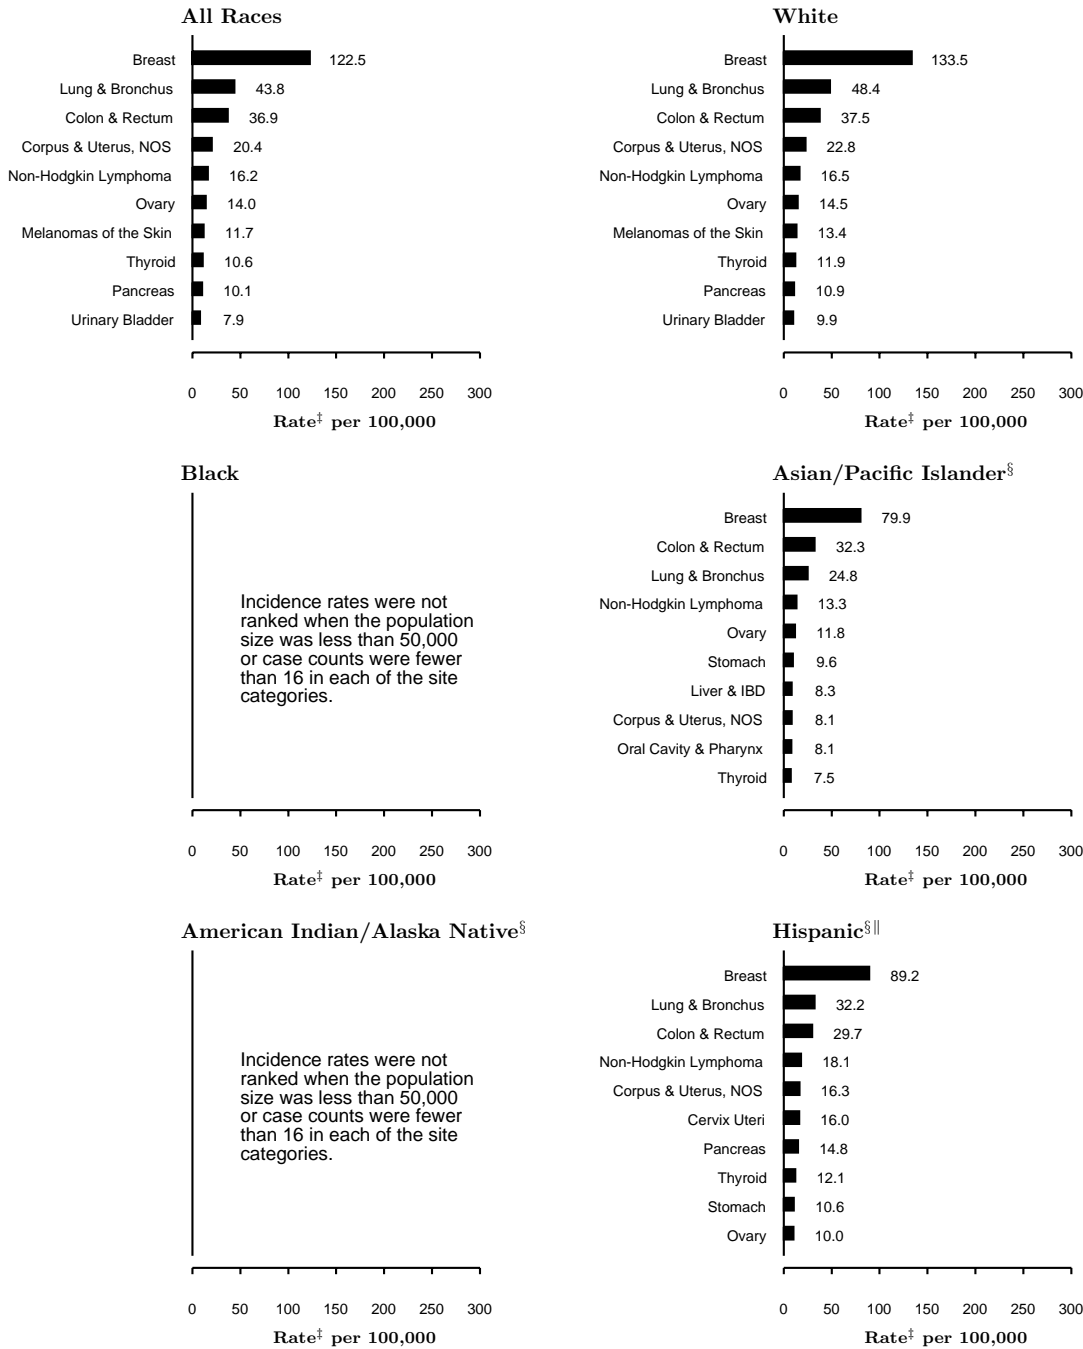 All Races
Breast 122.5
Lung & Bronchus 43.8
Colon & Rectum 36.9
Corpus & Uterus, NOS 20.4
Non-Hodgkin Lymphoma 16.2
Ovary 14.0
Melanomas of the Skin 11.7
Thyroid 10.6
Pancreas 10.1
Urinary Bladder 7.9
0 50 100 150 200 250 300
Rate‡ per 100,000
White
Breast 133.5
Lung & Bronchus 48.4
Colon & Rectum 37.5
Corpus & Uterus, NOS 22.8
Non-Hodgkin Lymphoma 16.5
Ovary 14.5
Melanomas of the Skin 13.4
Thyroid 11.9
Pancreas 10.9
Urinary Bladder 9.9
0 50 100 150 200 250 300
Rate‡ per 100,000
Black
Incidence rates were not
ranked when the population
size was less than 50,000
or case counts were fewer
than 16 in each of the site
categories.
0 50 100 150 200 250 300
Rate‡ per 100,000
Asian/Pacific Islander§
Breast 79.9
Colon & Rectum 32.3
Lung & Bronchus 24.8
Non-Hodgkin Lymphoma 13.3
Ovary 11.8
Stomach 9.6
Liver & IBD 8.3
Corpus & Uterus, NOS 8.1
Oral Cavity & Pharynx 8.1
Thyroid 7.5
0 50 100 150 200 250 300
Rate‡ per 100,000
American Indian/Alaska Native§
Incidence rates were not
ranked when the population
size was less than 50,000
or case counts were fewer
than 16 in each of the site
categories.
0 50 100 150 200 250 300
Rate‡ per 100,000
Hispanic§‖
Breast 89.2
Lung & Bronchus 32.2
Colon & Rectum 29.7
Non-Hodgkin Lymphoma 18.1
Corpus & Uterus, NOS 16.3
Cervix Uteri 16.0
Pancreas 14.8
Thyroid 12.1
Stomach 10.6
Ovary 10.0
0 50 100 150 200 250 300
Rate‡ per 100,000